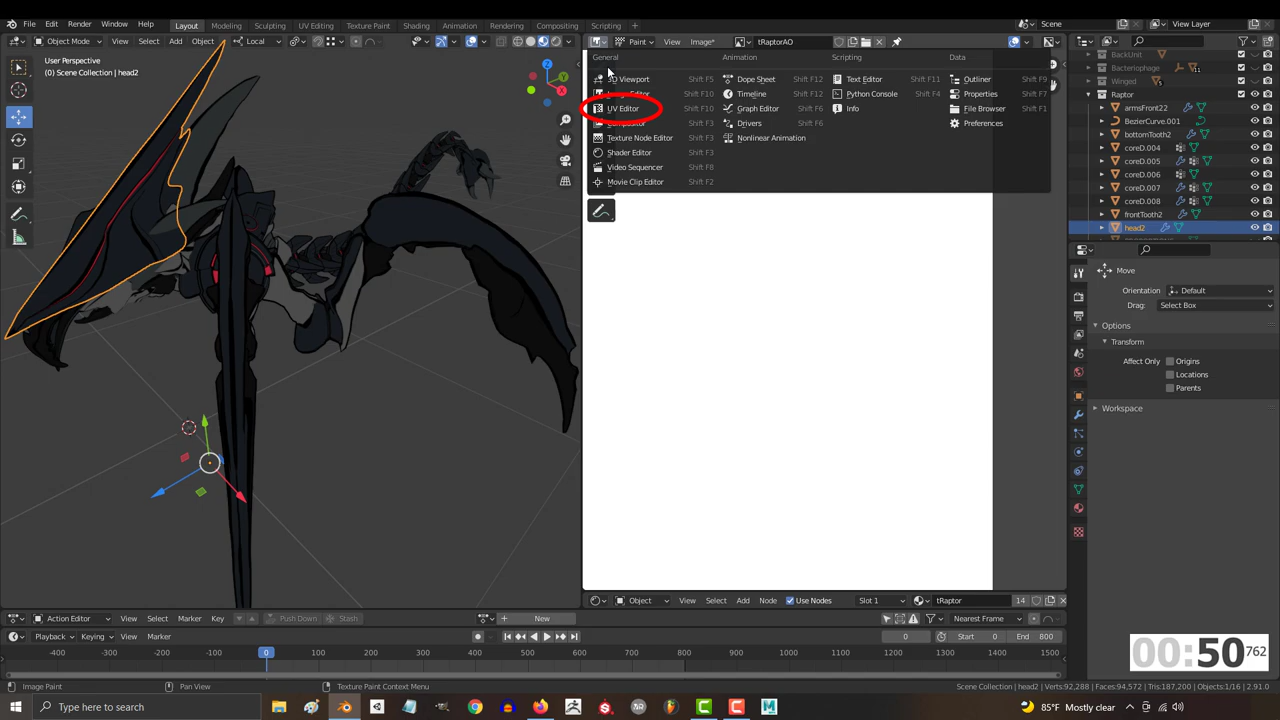 File Edit Render Window Help Layout Modeling Sculpting UV Editing Texture Paint Shading Animation Rendering Compositing Scripting + Scene View Layer
Object Mode View Select Add Object Local Paint View Image* tRaptorAO
User Perspective
(0) Scene Collection | head2
General
3D Viewport Shift F5
Image Editor Shift F10
UV Editor Shift F10
Compositor Shift F3
Texture Node Editor Shift F3
Shader Editor Shift F3
Video Sequencer Shift F8
Movie Clip Editor Shift F2
Animation
Dope Sheet Shift F12
Timeline Shift F12
Graph Editor Shift F6
Drivers Shift F6
Nonlinear Animation
Scripting
Text Editor Shift F11
Python Console Shift F4
Info
Data
Outliner Shift F9
Properties Shift F7
File Browser Shift F1
Preferences
Z
Y
X
BackUnit
Bacteriophage 11
Winged 5
Raptor
armsFront22
BezierCurve.001
bottomTooth2
coreD.004
coreD.005
coreD.006
coreD.007
coreD.008
frontTooth2
head2
Move
Orientation Default
Drag: Select Box
Options
Transform
Affect Only Origins
Locations
Parents
Workspace
Object View Select Add Node Use Nodes Slot 1 tRaptor 14
Action Editor View Select Marker Key Push Down Stash + New Nearest Frame
Playback Keying View Marker 0 Start 0 End 800
-400 -300 -200 -100 0 100 200 300 400 500 600 700 800 900 1000 1100 1200 1300 1400 1500
00:50 762
Image Paint Pan View Texture Paint Context Menu Scene Collection | head2 | Verts:92,288 | Faces:94,572 | Tris:187,200 | Objects:1/16 | 2.91.0
Type here to search 85°F Mostly clear